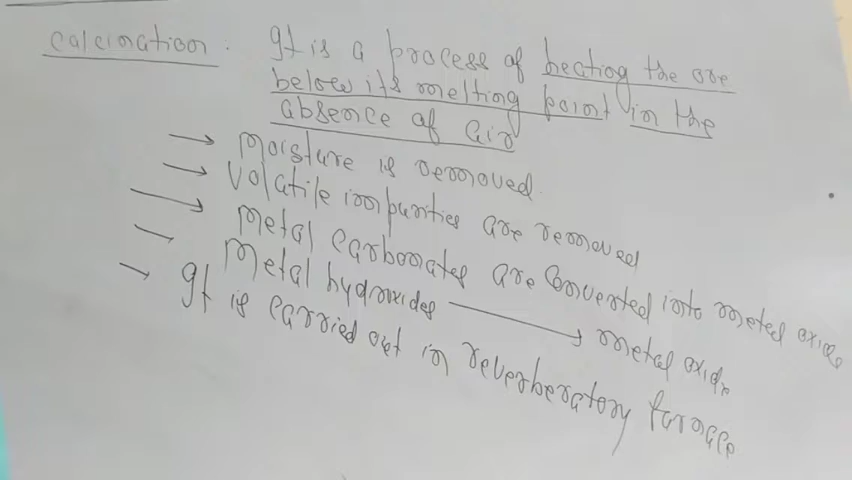 Calcination : It is a process of heating the ore
below its melting point in the
absence of air
→ Moisture is removed.
→ Volatile impurities are removed
→ Metal carbonates are converted into metal oxide
→ Metal hydroxides → metal oxide
→ It is carried out in reverberatory furnace